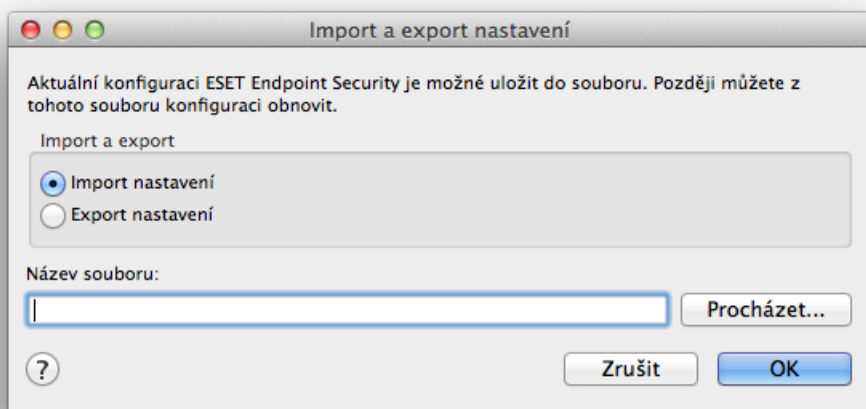 Import a export nastavení
Aktuální konfiguraci ESET Endpoint Security je možné uložit do souboru. Později můžete z
tohoto souboru konfiguraci obnovit.
Import a export
Import nastavení
Export nastavení
Název souboru:
Procházet...
?
Zrušit
OK